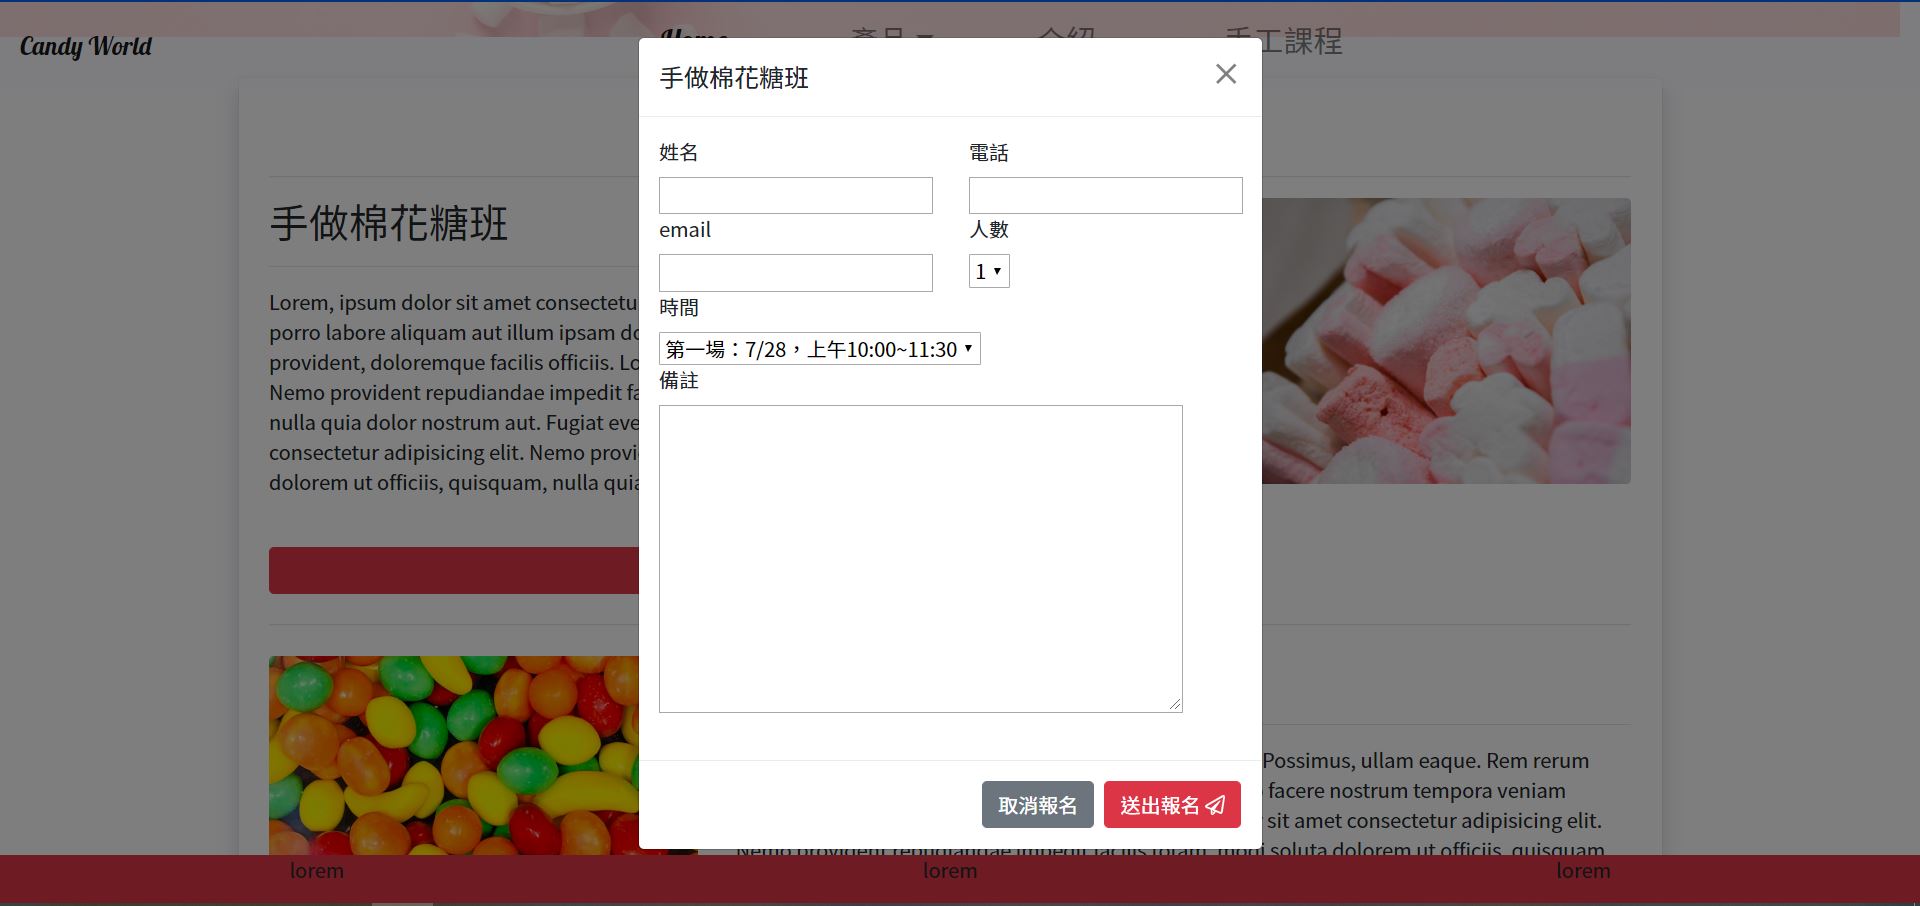 Candy World
Home 產品 介紹 手工課程
手做棉花糖班
姓名 電話
email 人數
1
時間
第一場：7/28，上午10:00~11:30
備註
取消報名 送出報名
手做棉花糖班
Lorem, ipsum dolor sit amet consectetu
porro labore aliquam aut illum ipsam
provident, doloremque facilis officiis.
Nemo provident repudiandae impedit
nulla quia dolor nostrum aut. Fugiat
consectetur adipisicing elit. Nemo provi
dolorem ut officiis, quisquam, nulla quia
Possimus, ullam eaque. Rem rerum
facere nostrum tempora veniam
sit amet consectetur adipisicing elit.
Nemo provident repudiandae impedit facilis totam, modi soluta dolorem ut officiis, quisquam
lorem lorem lorem